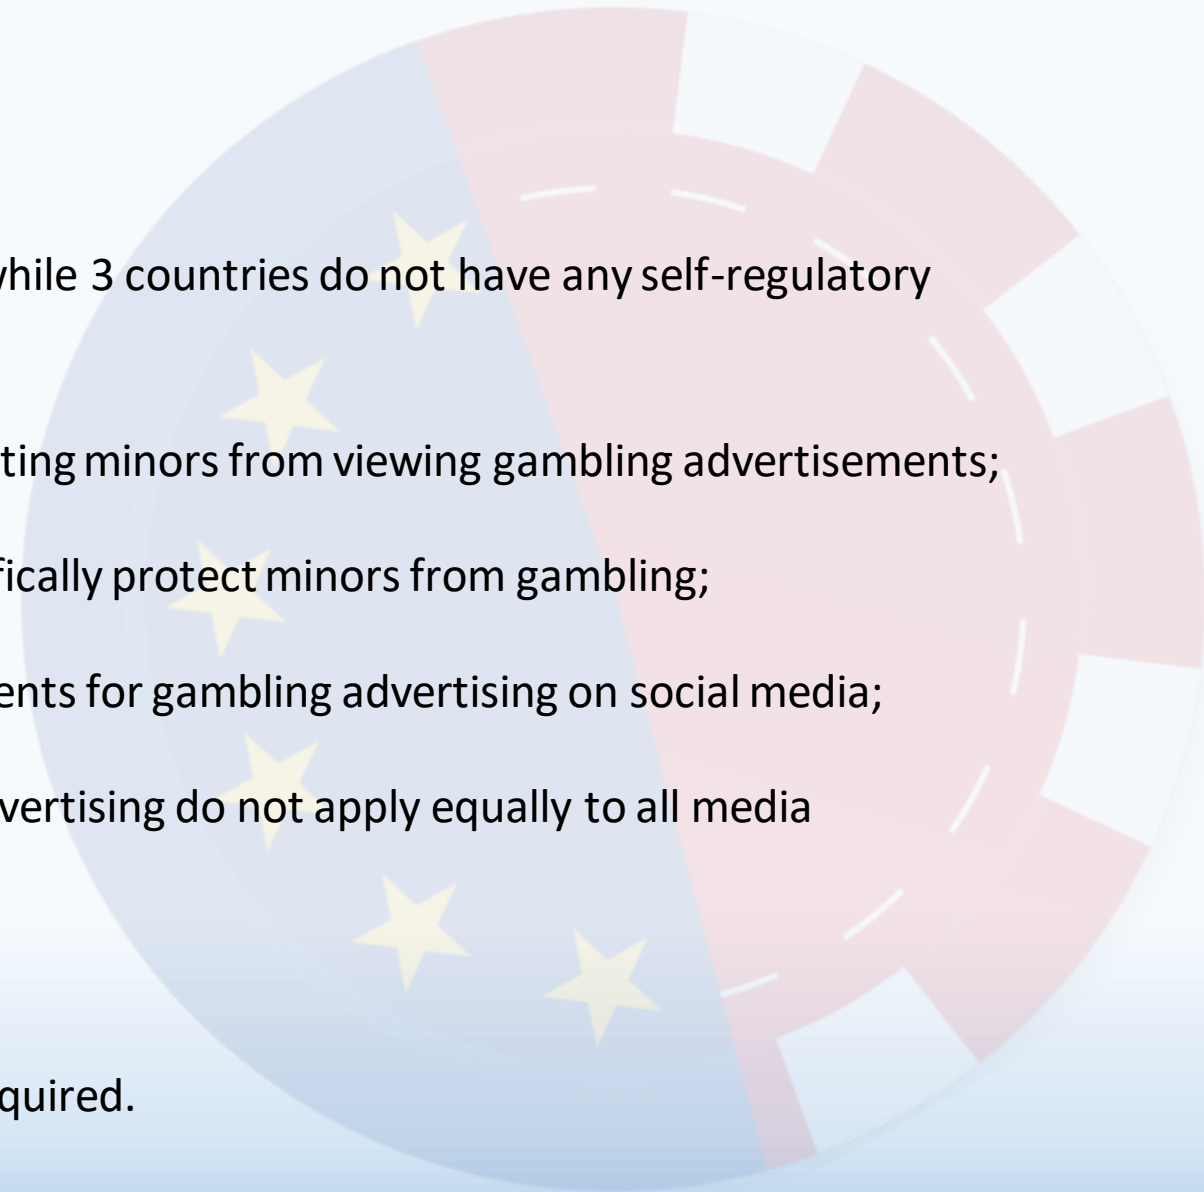 while 3 countries do not have any self-regulatory
ting minors from viewing gambling advertisements;
fically protect minors from gambling;
ents for gambling advertising on social media;
vertising do not apply equally to all media
quired.